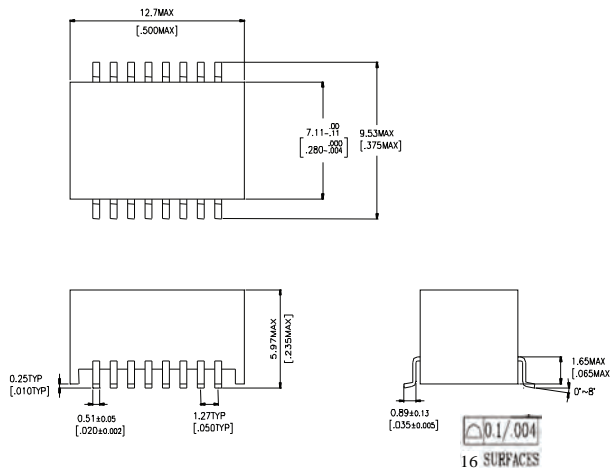 12.7MAX
[.500MAX]
7.11-.00
-.11
[.280-.000
-.004]
9.53MAX
[.375MAX]
5.97MAX
[.235MAX]
0.25TYP
[.010TYP]
0.51±0.05
[.020±0.002]
1.27TYP
[.050TYP]
1.65MAX
[.065MAX
0°~8°
0.89±0.13
[.035±0.005]
0.1/.004
16 SURFACES